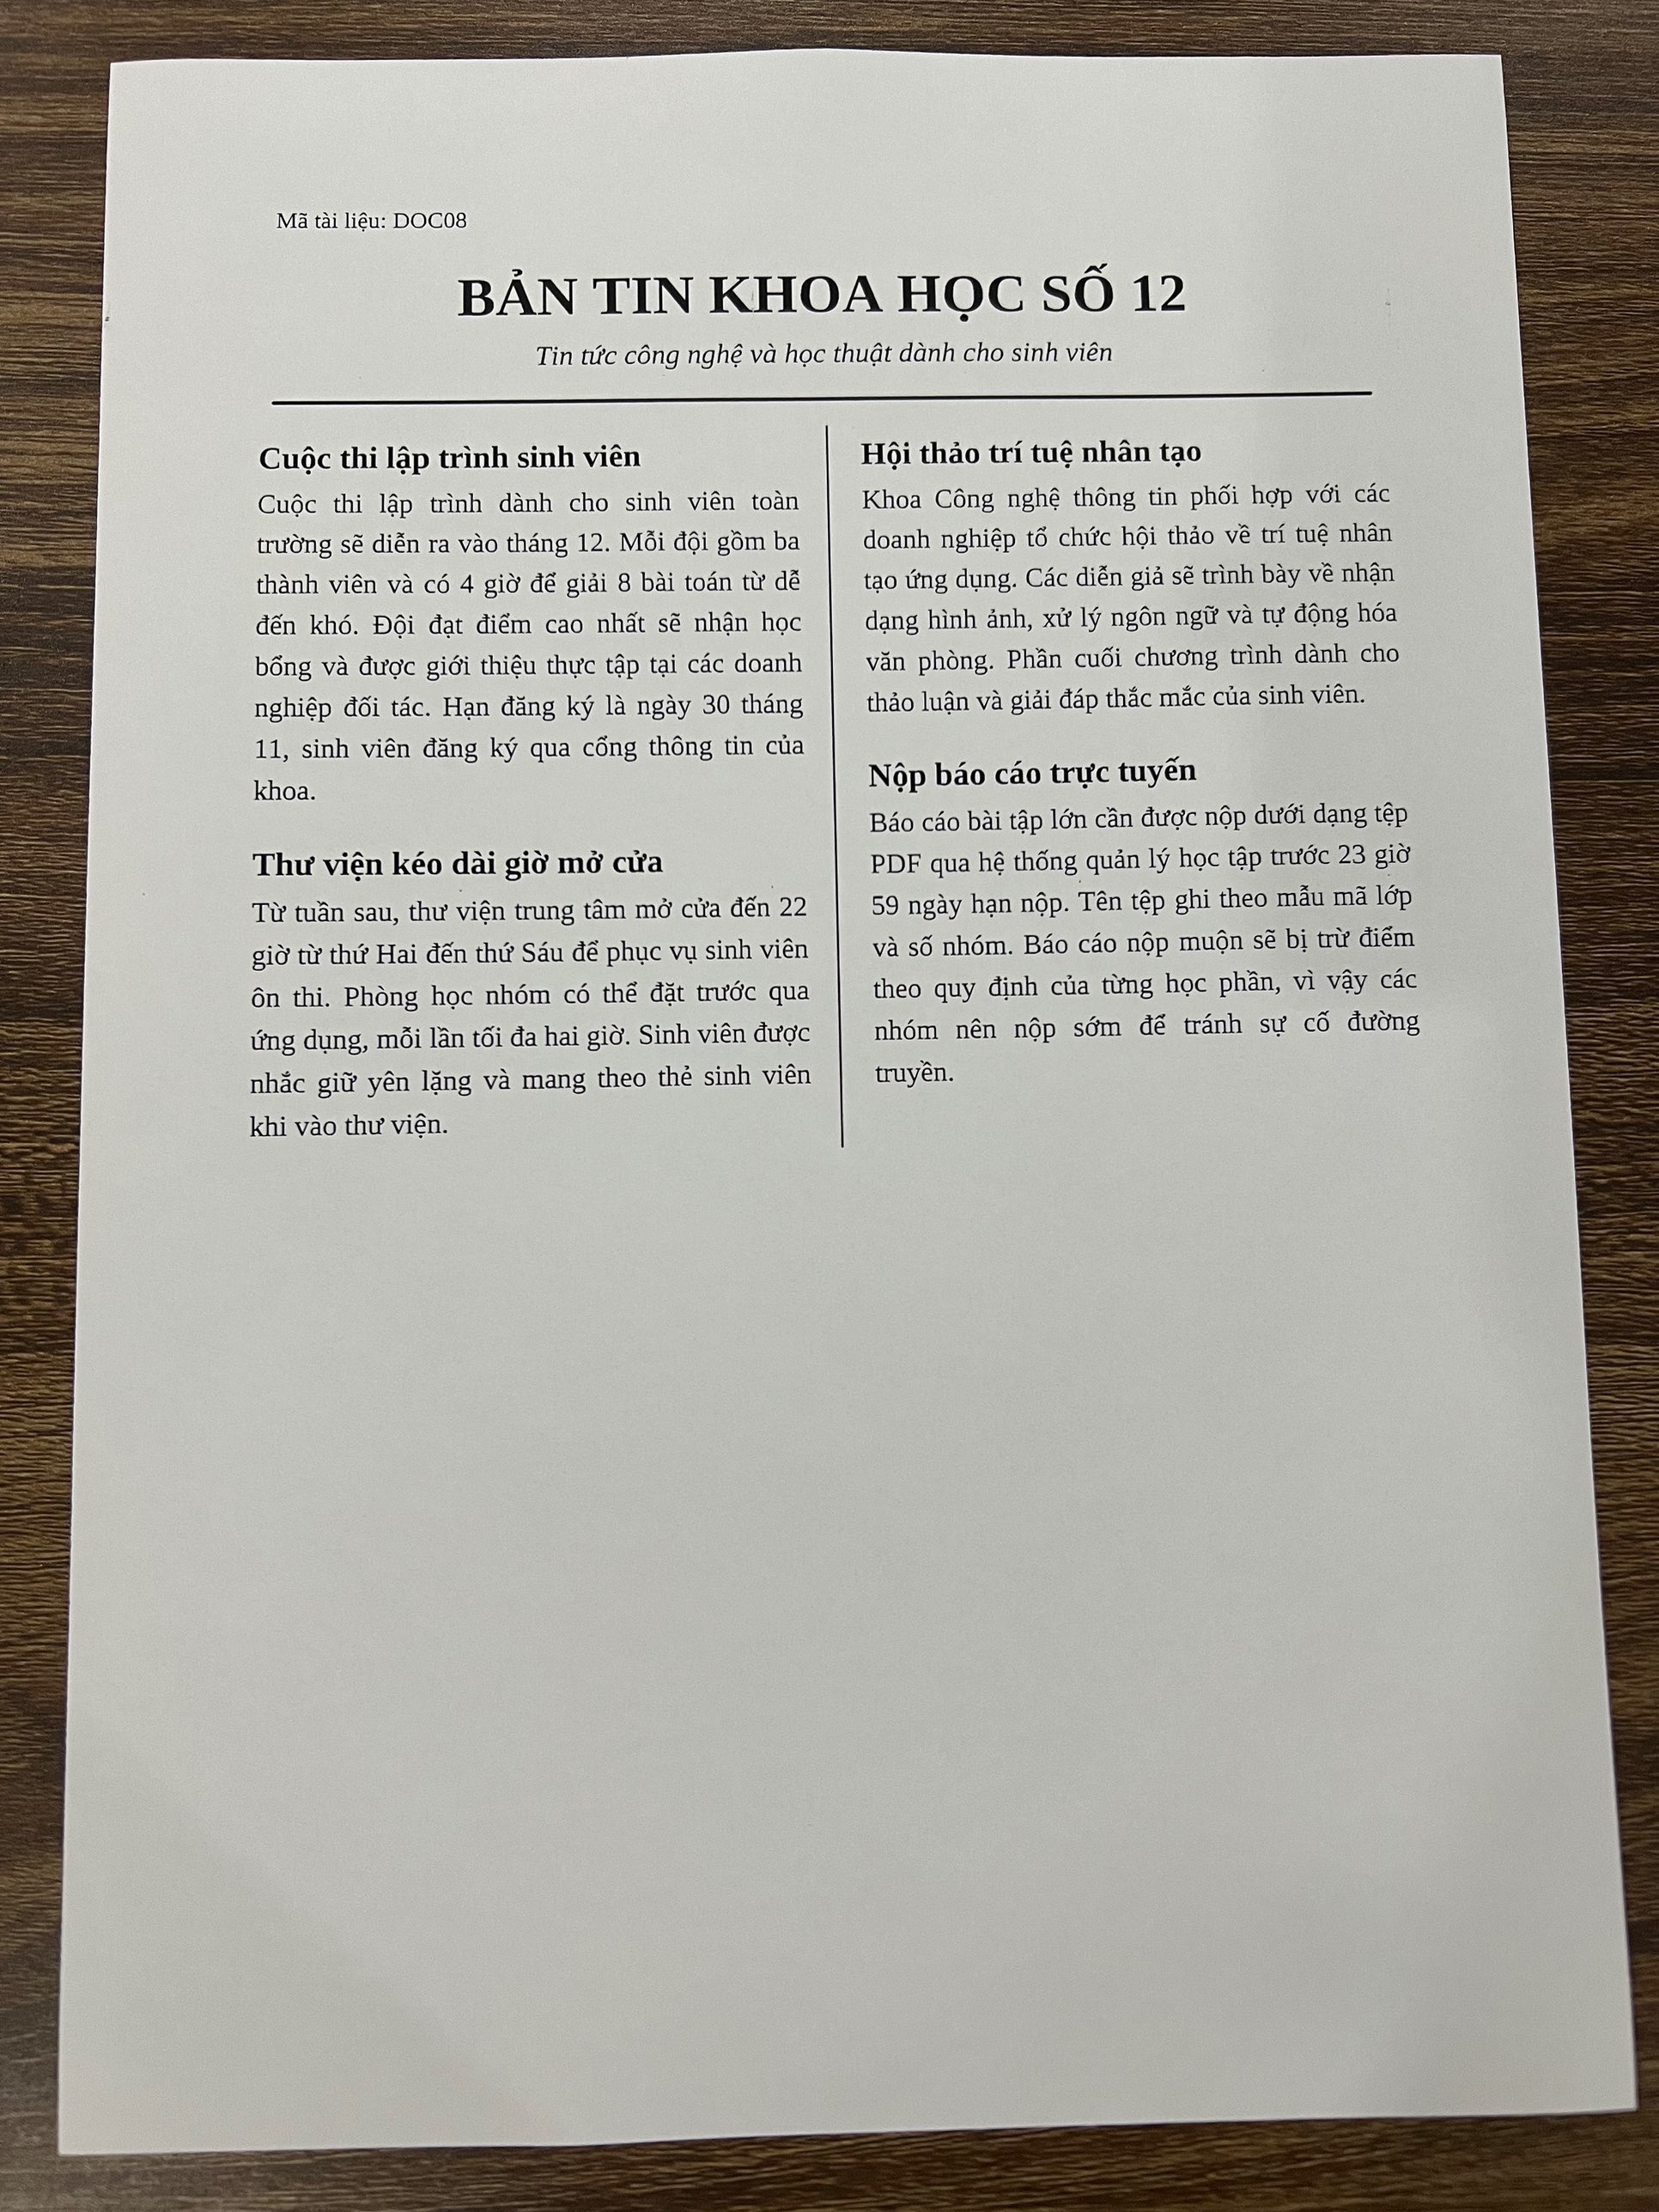 Mã tài liệu: DOC08
BẢN TIN KHOA HỌC SỐ 12
Tin tức công nghệ và học thuật dành cho sinh viên
Cuộc thi lập trình sinh viên
Cuộc thi lập trình dành cho sinh viên toàn
trường sẽ diễn ra vào tháng 12. Mỗi đội gồm ba
thành viên và có 4 giờ để giải 8 bài toán từ dễ
đến khó. Đội đạt điểm cao nhất sẽ nhận học
bổng và được giới thiệu thực tập tại các doanh
nghiệp đối tác. Hạn đăng ký là ngày 30 tháng
11, sinh viên đăng ký qua cổng thông tin của
khoa.
Thư viện kéo dài giờ mở cửa
Từ tuần sau, thư viện trung tâm mở cửa đến 22
giờ từ thứ Hai đến thứ Sáu để phục vụ sinh viên
ôn thi. Phòng học nhóm có thể đặt trước qua
ứng dụng, mỗi lần tối đa hai giờ. Sinh viên được
nhắc giữ yên lặng và mang theo thẻ sinh viên
khi vào thư viện.
Hội thảo trí tuệ nhân tạo
Khoa Công nghệ thông tin phối hợp với các
doanh nghiệp tổ chức hội thảo về trí tuệ nhân
tạo ứng dụng. Các diễn giả sẽ trình bày về nhận
dạng hình ảnh, xử lý ngôn ngữ và tự động hóa
văn phòng. Phần cuối chương trình dành cho
thảo luận và giải đáp thắc mắc của sinh viên.
Nộp báo cáo trực tuyến
Báo cáo bài tập lớn cần được nộp dưới dạng tệp
PDF qua hệ thống quản lý học tập trước 23 giờ
59 ngày hạn nộp. Tên tệp ghi theo mẫu mã lớp
và số nhóm. Báo cáo nộp muộn sẽ bị trừ điểm
theo quy định của từng học phần, vì vậy các
nhóm nên nộp sớm để tránh sự cố đường
truyền.